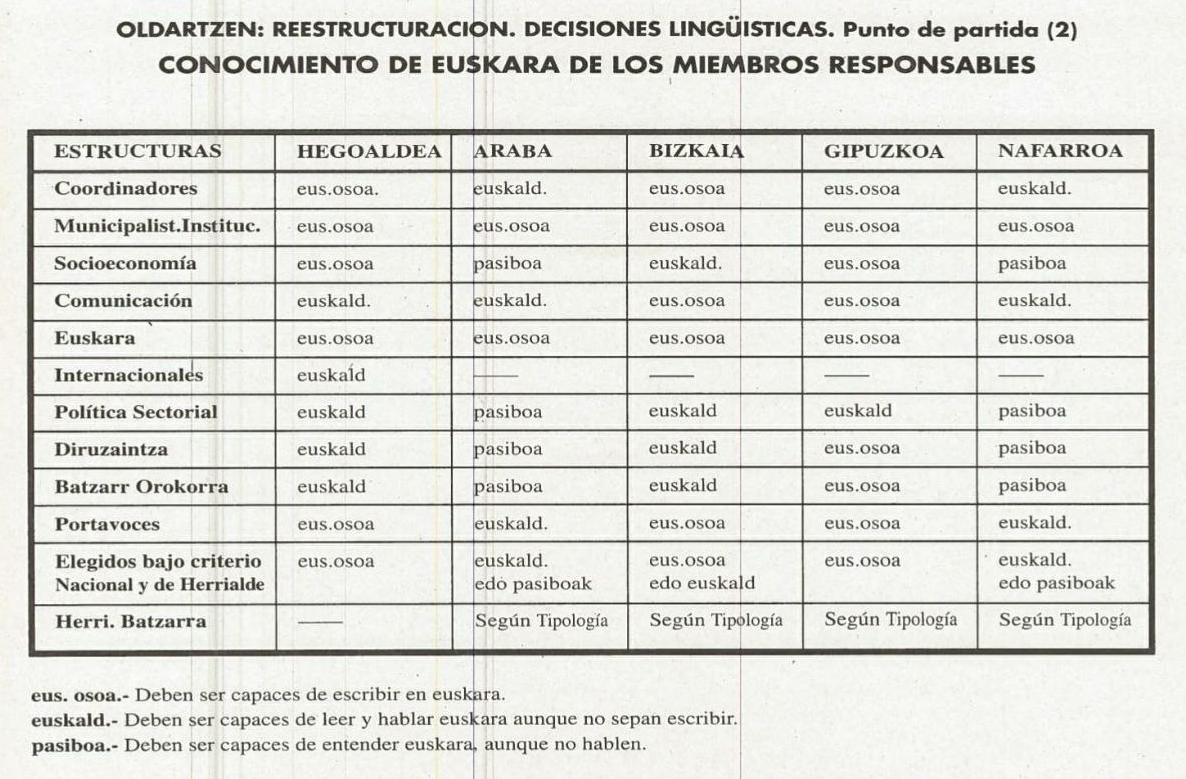 OLDARTZEN: REESTRUCTURACION. DECISIONES LINGÜISTICAS. Punto de partida (2)
CONOCIMIENTO DE EUSKARA DE LOS MIEMBROS RESPONSABLES
ESTRUCTURAS HEGOALDEA ARABA BIZKAIA GIPUZKOA NAFARROA
Coordinadores eus.osoa. euskald. eus.osoa eus.osoa euskald.
Municipalist.Instituc. eus.osoa eus.osoa eus.osoa eus.osoa eus.osoa
Socioeconomía eus.osoa pasiboa euskald. eus.osoa pasiboa
Comunicación euskald. euskald. eus.osoa eus.osoa euskald.
Euskara eus.osoa eus.osoa eus.osoa eus.osoa eus.osoa
Internacionales euskald —— —— —— ——
Política Sectorial euskald pasiboa euskald euskald pasiboa
Diruzaintza euskald pasiboa euskald eus.osoa pasiboa
Batzarr Orokorra euskald pasiboa euskald eus.osoa pasiboa
Portavoces eus.osoa euskald. eus.osoa eus.osoa euskald.
Elegidos bajo criterio eus.osoa euskald. eus.osoa eus.osoa euskald.
Nacional y de Herrialde edo pasiboak edo euskald edo pasiboak
Herri. Batzarra —— Según Tipología Según Tipología Según Tipología Según Tipología
eus. osoa.- Deben ser capaces de escribir en euskara.
euskald.- Deben ser capaces de leer y hablar euskara aunque no sepan escribir.
pasiboa.- Deben ser capaces de entender euskara, aunque no hablen.